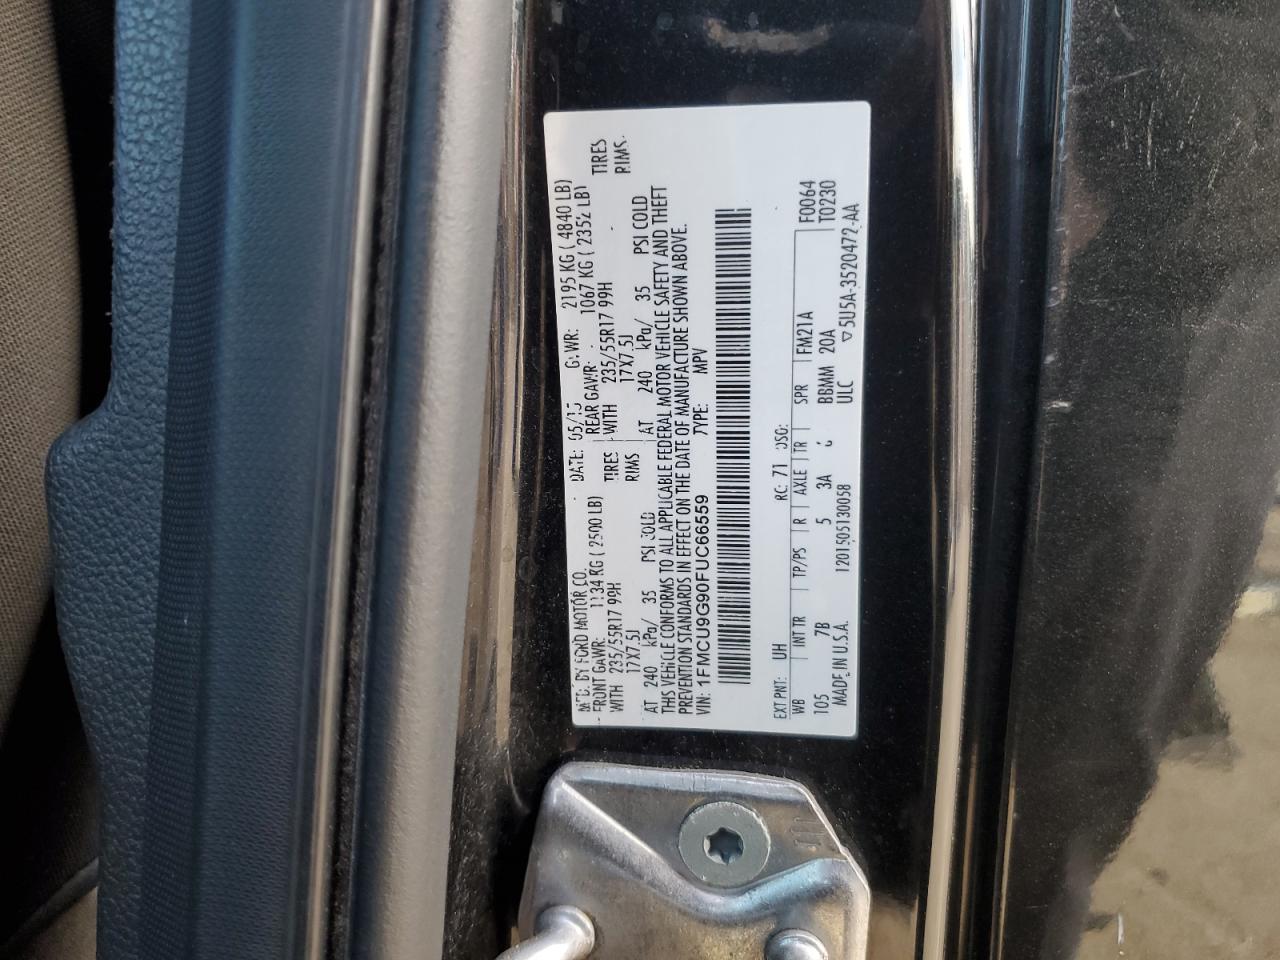 MFD. BY FORD MOTOR CO. DATE: 05/15 GVWR: 2195 KG ( 4840 LB)
FRONT GAWR: 1134 KG ( 2500 LB) REAR GAWR: 1067 KG ( 2352 LB)
WITH 235/55R17 99H TIRES WITH 235/55R17 99H TIRES
17X7.5J RIMS 17X7.5J RIMS
AT 240 kPa/ 35 PSI COLD AT 240 kPa/ 35 PSI COLD
THIS VEHICLE CONFORMS TO ALL APPLICABLE FEDERAL MOTOR VEHICLE SAFETY AND THEFT
PREVENTION STANDARDS IN EFFECT ON THE DATE OF MANUFACTURE SHOWN ABOVE.
VIN: 1FMCU9G90FUC66559 TYPE: MPV
EXT PNT: UH RC: 71 DSG:
WB INT TR TP/PS R AXLE TR SPR FM21A F0064
105 7B 5 3A BBMM 20A T0230
MADE IN U.S.A. 1201505130058 ULC 5U5A-3520472-AA